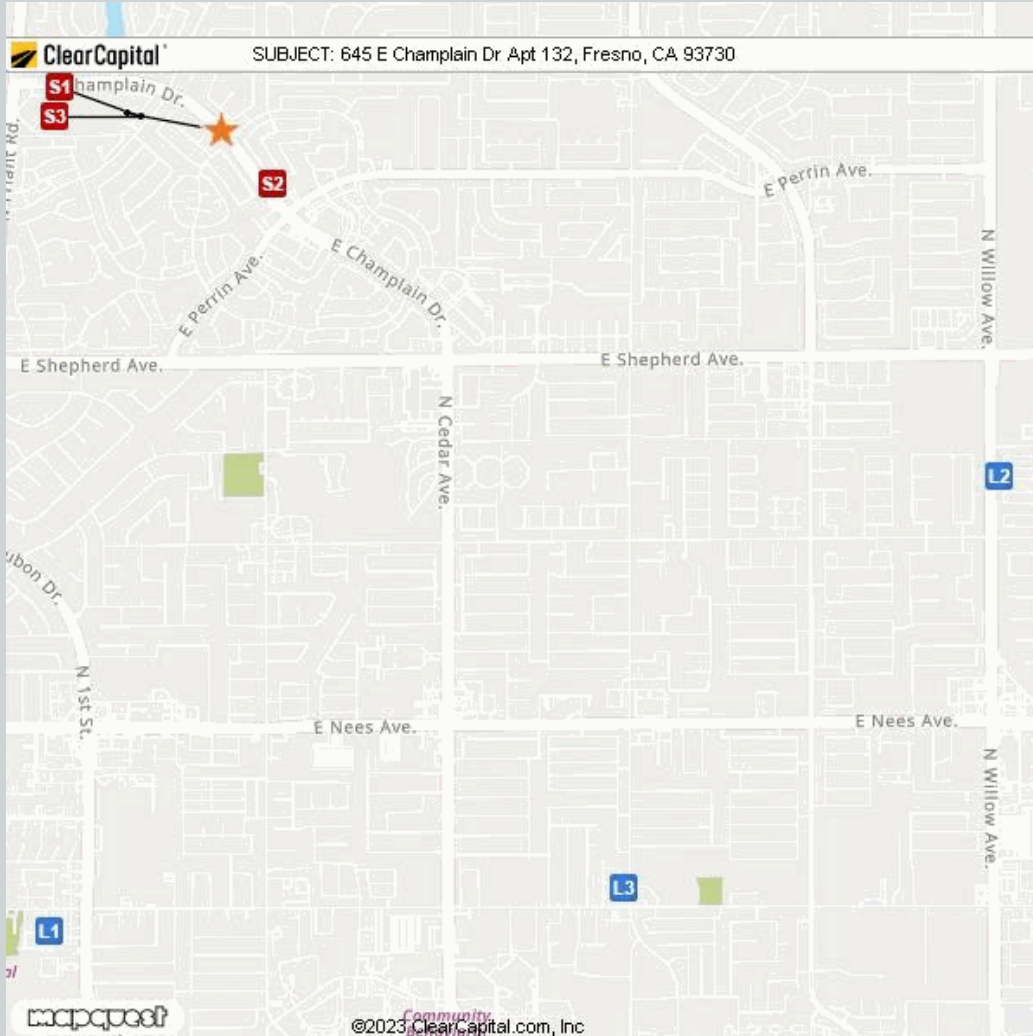 ClearCapital
SUBJECT: 645 E Champlain Dr Apt 132, Fresno, CA 93730
S1
hamplain Dr.
S3
S2
E Perrin Ave.
E Champlain Dr.
N Willow Ave.
E Perrin Ave.
E Shepherd Ave.
E Shepherd Ave.
N Cedar Ave.
L2
ubon Dr.
N 1st St.
E Nees Ave.
E Nees Ave.
N Willow Ave.
L3
L1
al
mapquest
Community
©2023 ClearCapital.com, Inc